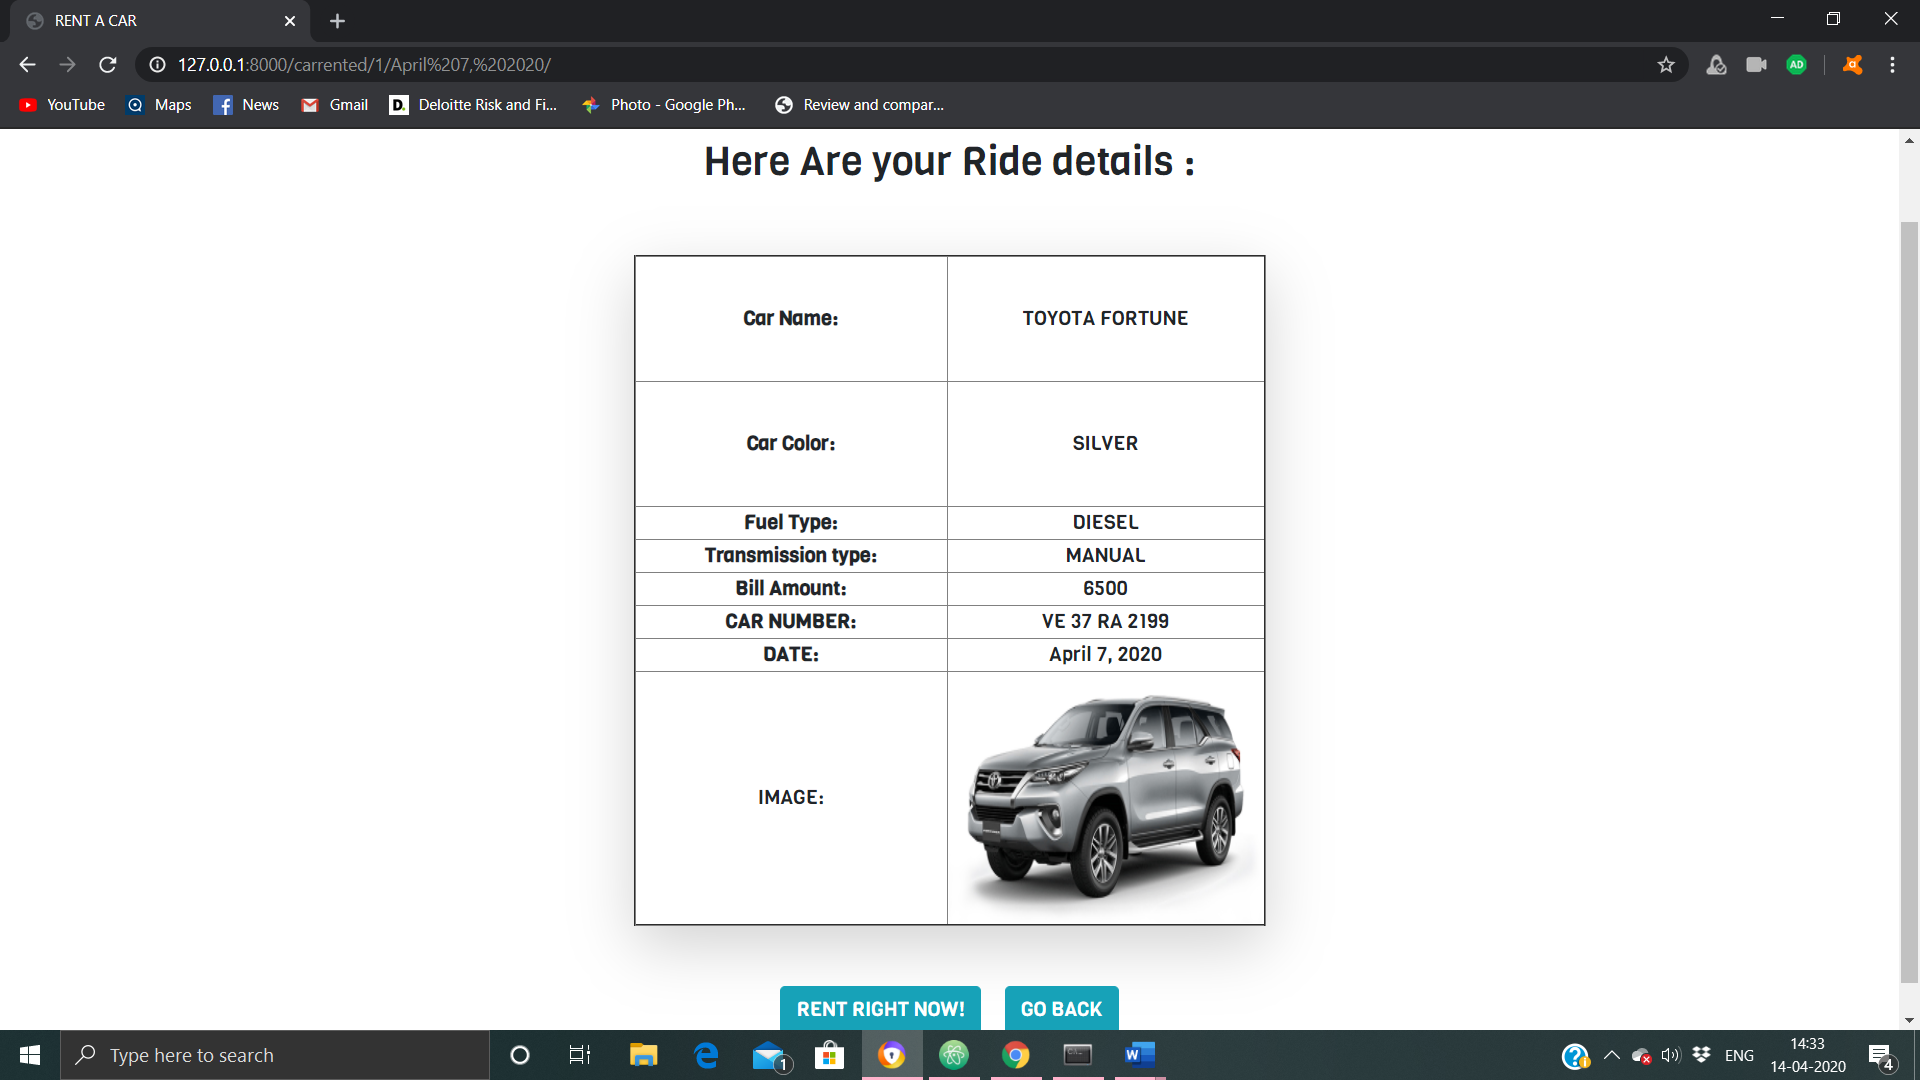 RENT A CAR
127.0.0.1:8000/carrented/1/April%207,%202020/
YouTube Maps News Gmail Deloitte Risk and Fi... Photo - Google Ph... Review and compar...
Here Are your Ride details :
Car Name: TOYOTA FORTUNE
Car Color: SILVER
Fuel Type: DIESEL
Transmission type: MANUAL
Bill Amount: 6500
CAR NUMBER: VE 37 RA 2199
DATE: April 7, 2020
IMAGE:
RENT RIGHT NOW! GO BACK
Type here to search
1
ENG
14:33
14-04-2020
4